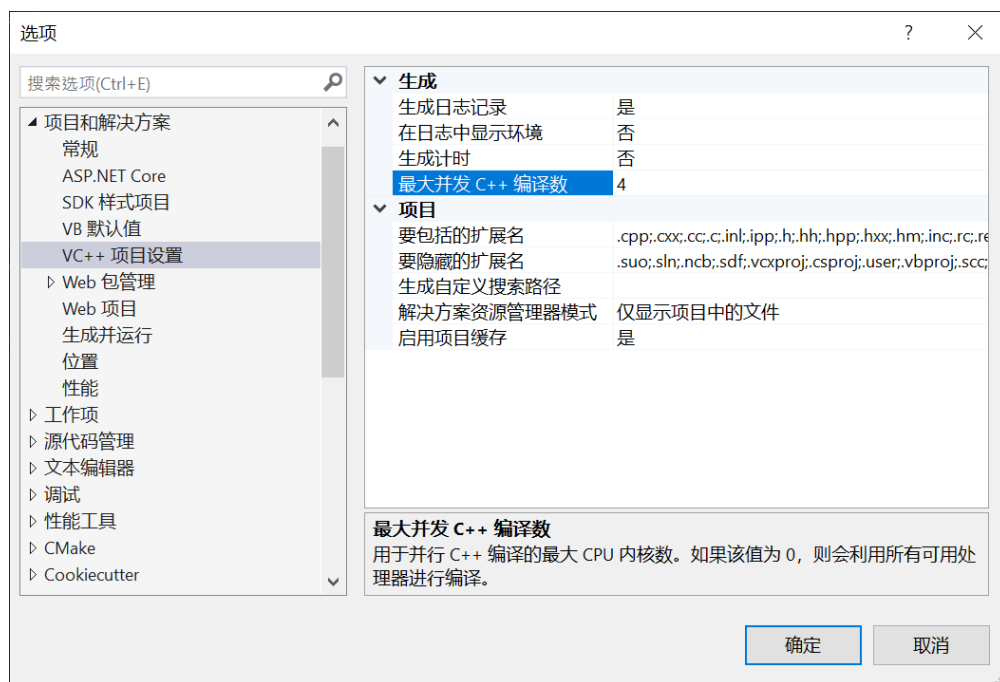 选项
?
搜索选项(Ctrl+E)
项目和解决方案
常规
ASP.NET Core
SDK 样式项目
VB 默认值
VC++ 项目设置
Web 包管理
Web 项目
生成并运行
位置
性能
工作项
源代码管理
文本编辑器
调试
性能工具
CMake
Cookiecutter
生成
生成日志记录 是
在日志中显示环境 否
生成计时 否
最大并发 C++ 编译数 4
项目
要包括的扩展名 .cpp;.cxx;.cc;.c;.inl;.ipp;.h;.hh;.hpp;.hxx;.hm;.inc;.rc;.re
要隐藏的扩展名 .suo;.sln;.ncb;.sdf;.vcxproj;.csproj;.user;.vbproj;.scc;
生成自定义搜索路径
解决方案资源管理器模式 仅显示项目中的文件
启用项目缓存 是
最大并发 C++ 编译数
用于并行 C++ 编译的最大 CPU 内核数。如果该值为 0，则会利用所有可用处
理器进行编译。
确定 取消